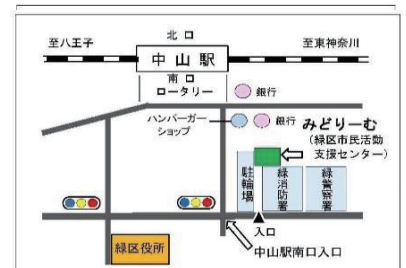 北口
至八王子
至東神奈川
中山駅
南口
ロータリー
銀行
ハンバーガー
ショップ
銀行
みどりーむ
(緑区市民活動
支援センター)
駐輪場
緑消防署
緑警察署
入口
緑区役所
中山駅南口入口